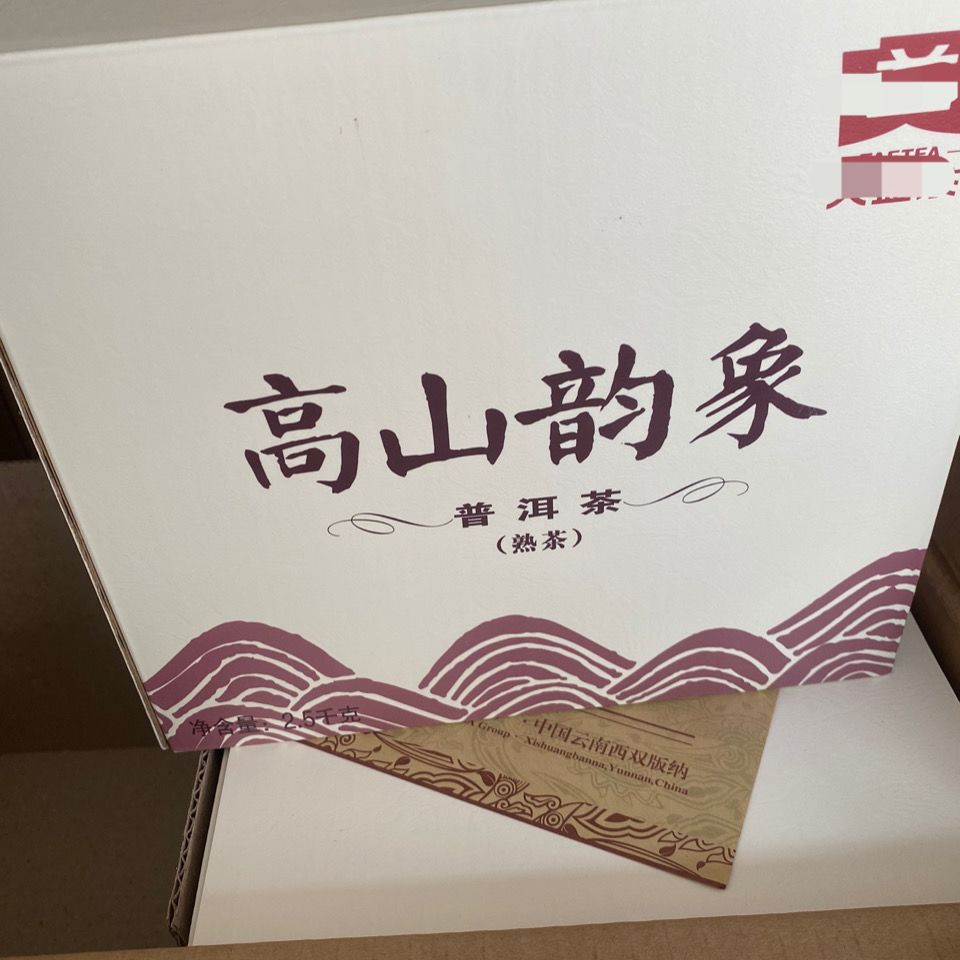 高山韵象
普洱茶
（熟茶）
净含量：2.5千克
·中国云南西双版纳
Group · Xishuangbanna,Yunnan,China